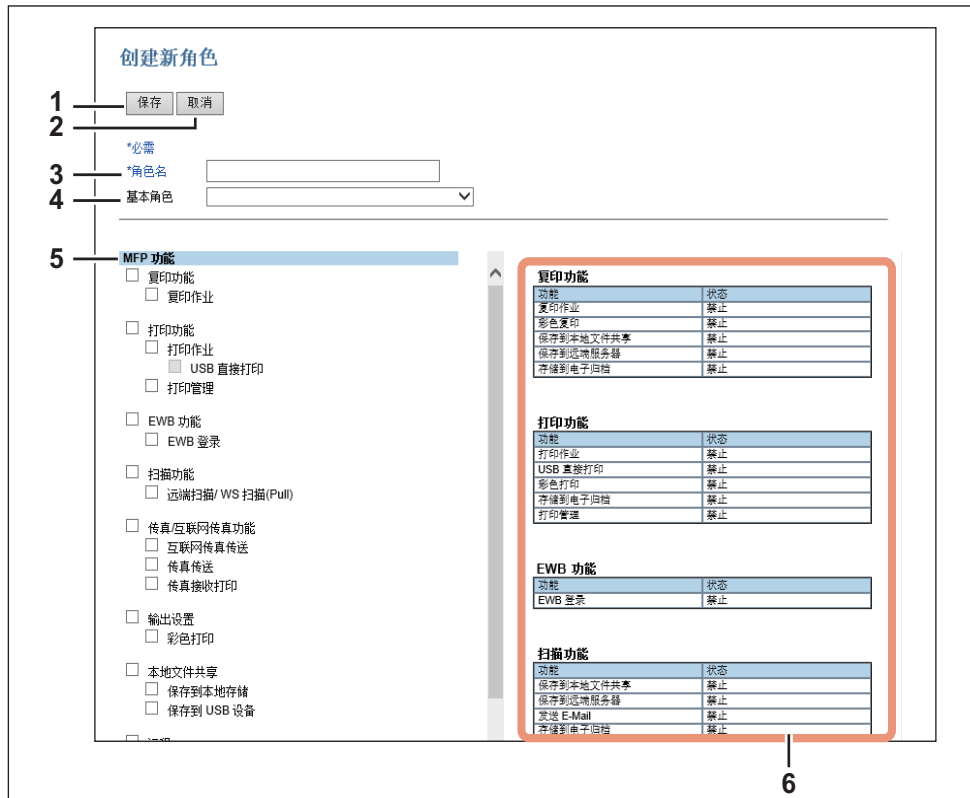 创建新角色
1 保存 取消
2
*必需
3 *角色名
4 基本角色
5 MFP 功能
复印功能
复印作业
打印功能
打印作业
USB 直接打印
打印管理
EWB 功能
EWB 登录
扫描功能
远端扫描/ WS 扫描(Pull)
传真/互联网传真功能
互联网传真传送
传真传送
传真接收打印
输出设置
彩色打印
本地文件共享
保存到本地存储
保存到 USB 设备
复印功能
功能 状态
复印作业 禁止
彩色复印 禁止
保存到本地文件共享 禁止
保存到远端服务器 禁止
存储到电子归档 禁止
打印功能
功能 状态
打印作业 禁止
USB 直接打印 禁止
彩色打印 禁止
存储到电子归档 禁止
打印管理 禁止
EWB 功能
功能 状态
EWB 登录 禁止
扫描功能
功能 状态
保存到本地文件共享 禁止
保存到远端服务器 禁止
发送 E-Mail 禁止
存储到电子归档 禁止
6